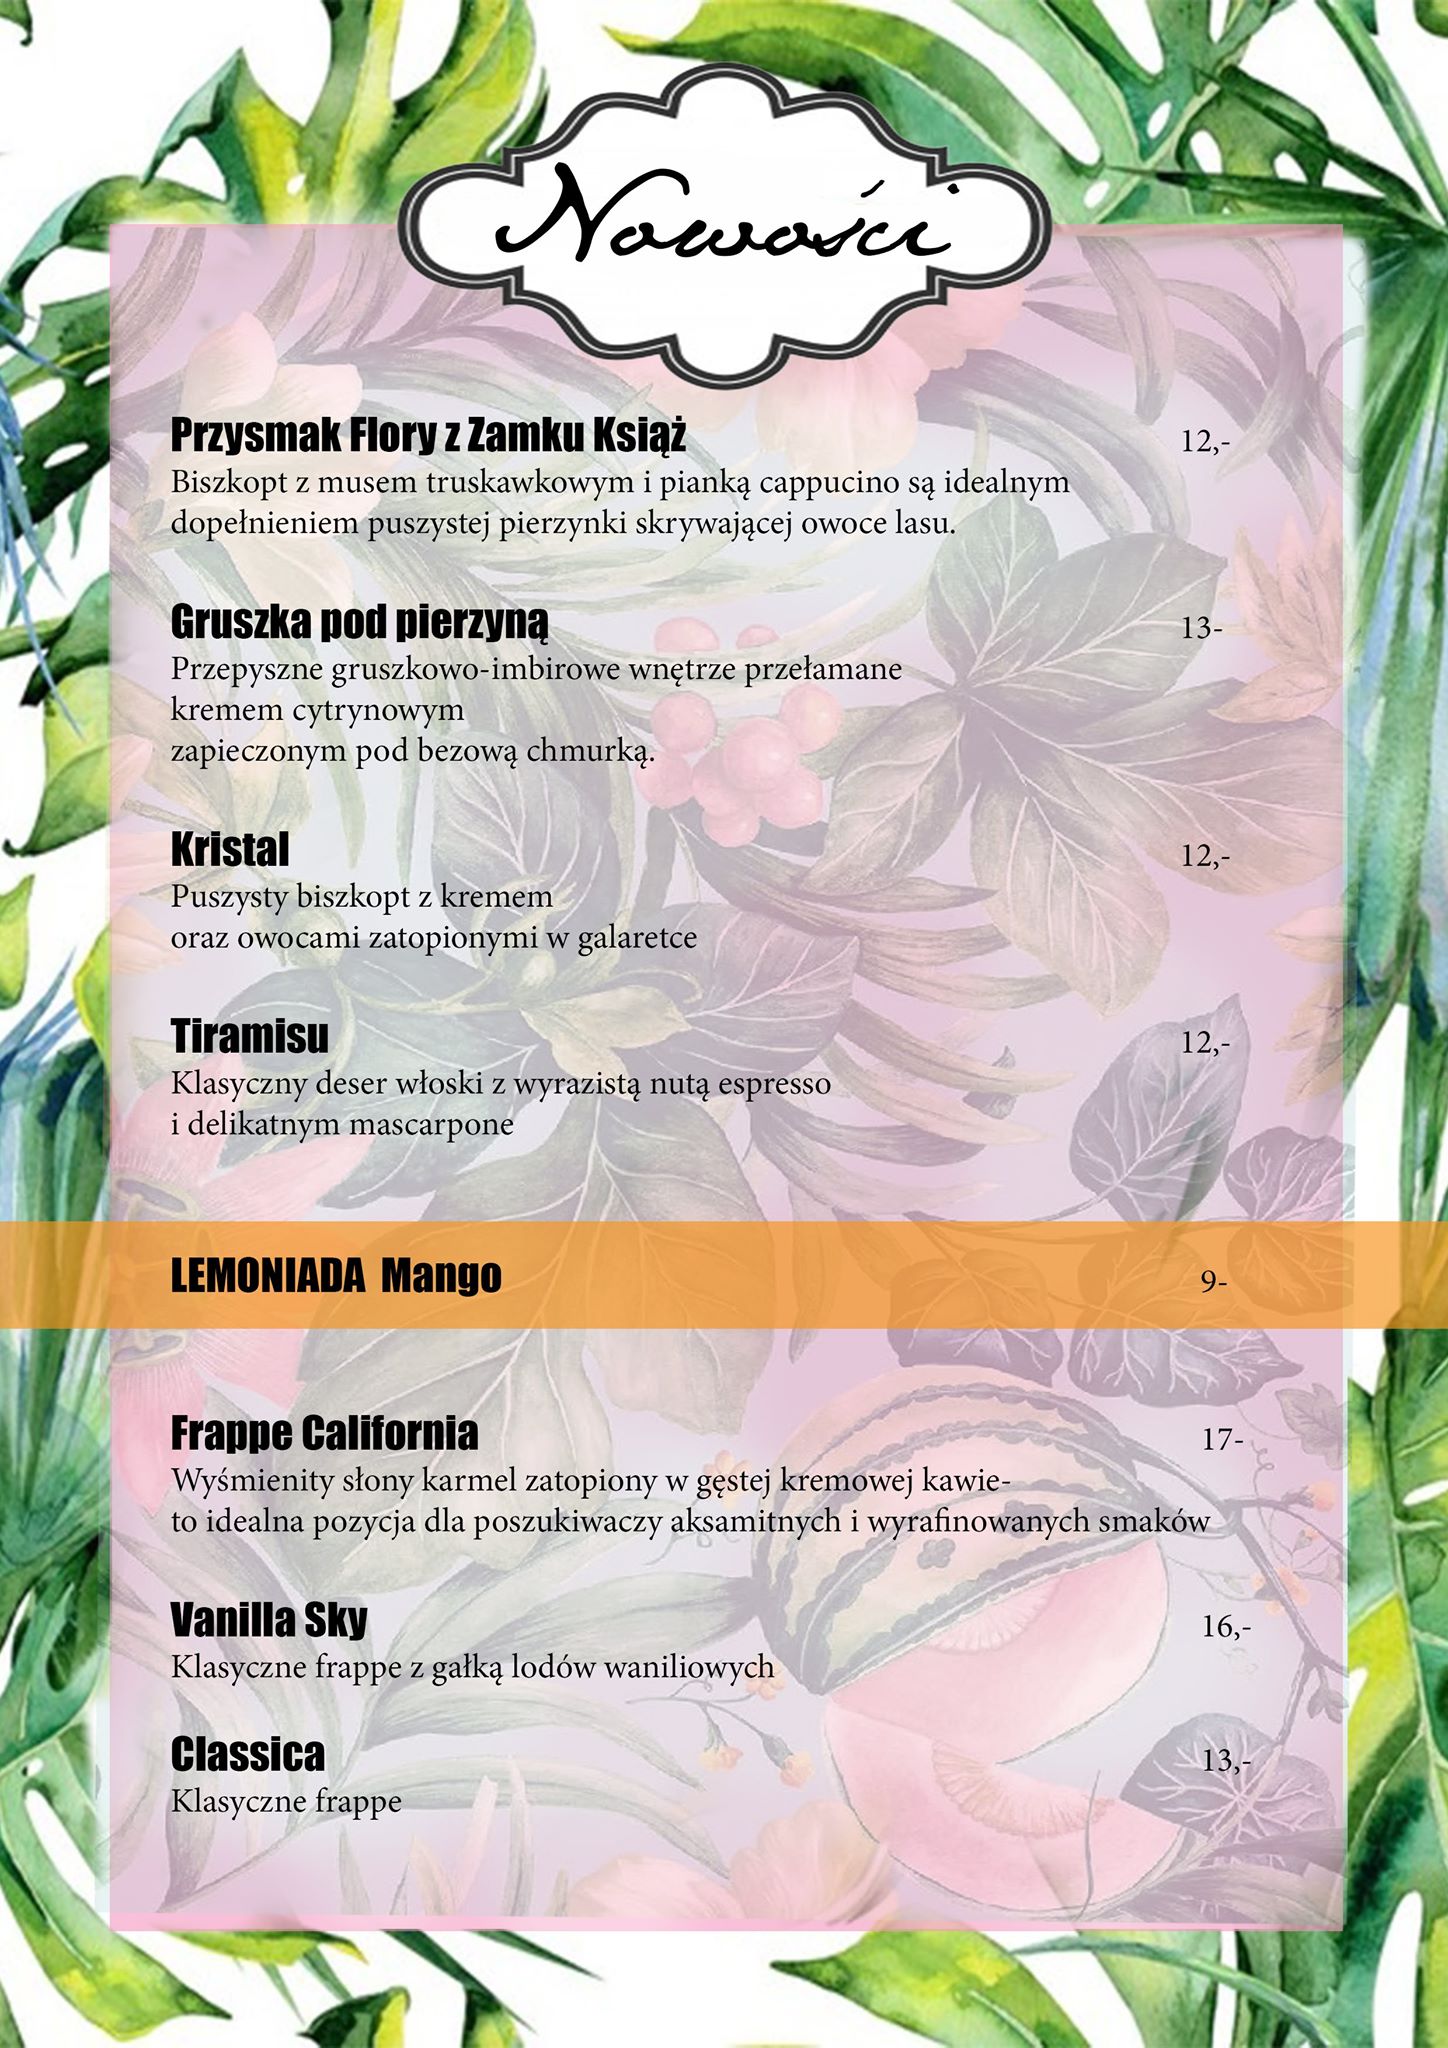 Nowości
Przysmak Flory z Zamku Książ 12,-
Biszkopt z musem truskawkowym i pianką cappucino są idealnym
dopełnieniem puszystej pierzynki skrywającej owoce lasu.
Gruszka pod pierzyną 13-
Przepyszne gruszkowo-imbirowe wnętrze przełamane
kremem cytrynowym
zapieczonym pod bezową chmurką.
Kristal 12,-
Puszysty biszkopt z kremem
oraz owocami zatopionymi w galaretce
Tiramisu 12,-
Klasyczny deser włoski z wyrazistą nutą espresso
i delikatnym mascarpone
LEMONIADA Mango 9-
Frappe California 17-
Wyśmienity słony karmel zatopiony w gęstej kremowej kawie-
to idealna pozycja dla poszukiwaczy aksamitnych i wyrafinowanych smaków
Vanilla Sky 16,-
Klasyczne frappe z gałką lodów waniliowych
Classica 13,-
Klasyczne frappe